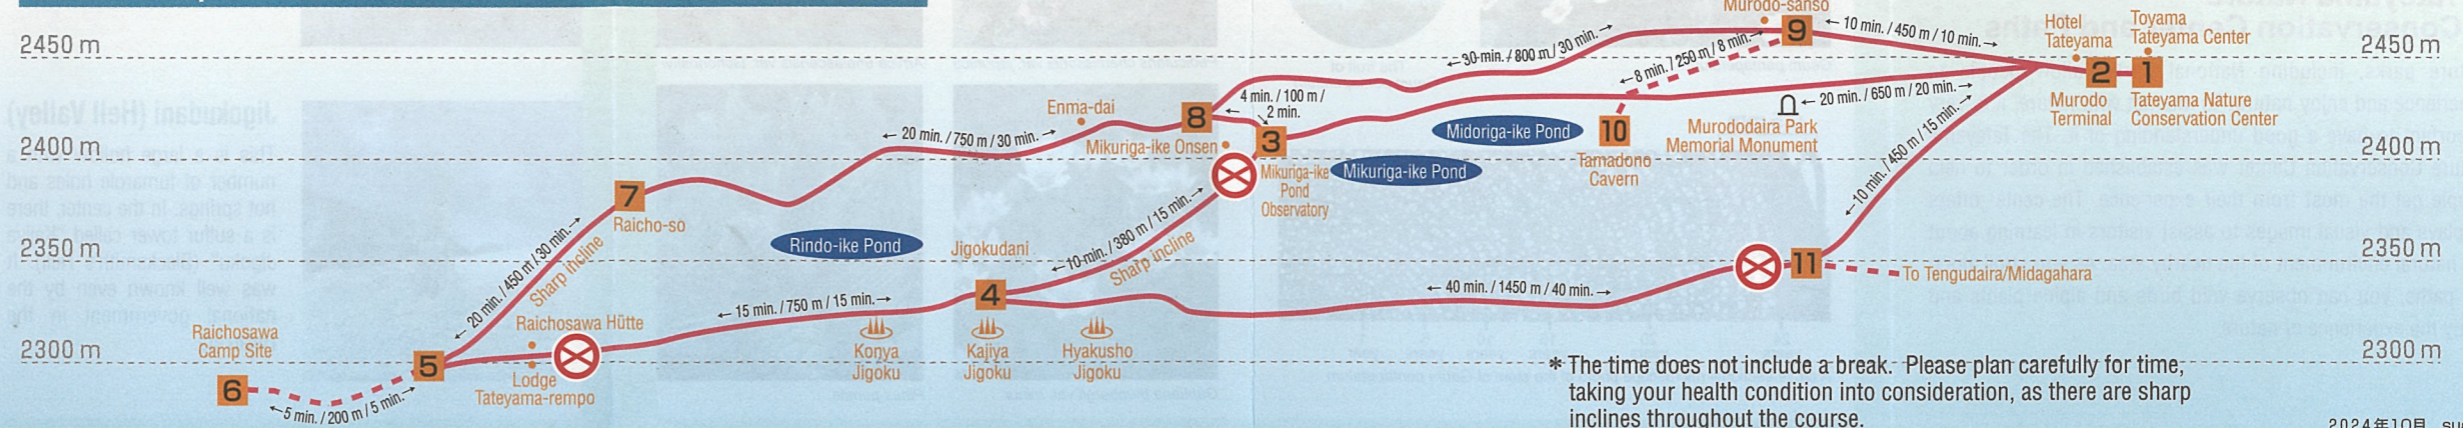 2450 m
2400 m
2350 m
2300 m
Raichosawa
Camp Site
6
←5 min. / 200 m / 5 min.→
5
← 20 min. / 450 m / 30 min.→
Sharp incline
7
Raicho-so
Raichosawa Hütte
Lodge
Tateyama-rempo
Rindo-ike Pond
← 15 min. / 750 m / 15 min.→
Konya
Jigoku
Kajiya
Jigoku
Hyakusho
Jigoku
Jigokudani
4
←10 min. / 380 m / 15 min.→
Sharp incline
← 20 min. / 750 m / 30 min. →
Enma-dai
Mikuriga-ike Onsen
8
4 min. / 100 m /
2 min.
3
Mikuriga-ike
Pond
Observatory
Midoriga-ike Pond
Mikuriga-ike Pond
←30 min. / 800 m / 30 min.→
←8 min. / 250 m / 8 min.→
10
Tamadono
Cavern
Murodo-sanso
9
← 10 min. / 450 m / 10 min.→
← 20 min. / 650 m / 20 min. →
Murododaira Park
Memorial Monument
←10 min. / 450 m / 15 min.→
Hotel
Tateyama
Toyama
Tateyama Center
2
1
Murodo
Terminal
Tateyama Nature
Conservation Center
← 40 min. / 1450 m / 40 min.→
11
To Tengudaira/Midagahara
2450 m
2400 m
2350 m
2300 m
* The time does not include a break. Please plan carefully for time,
taking your health condition into consideration, as there are sharp
inclines throughout the course.
2024年10月